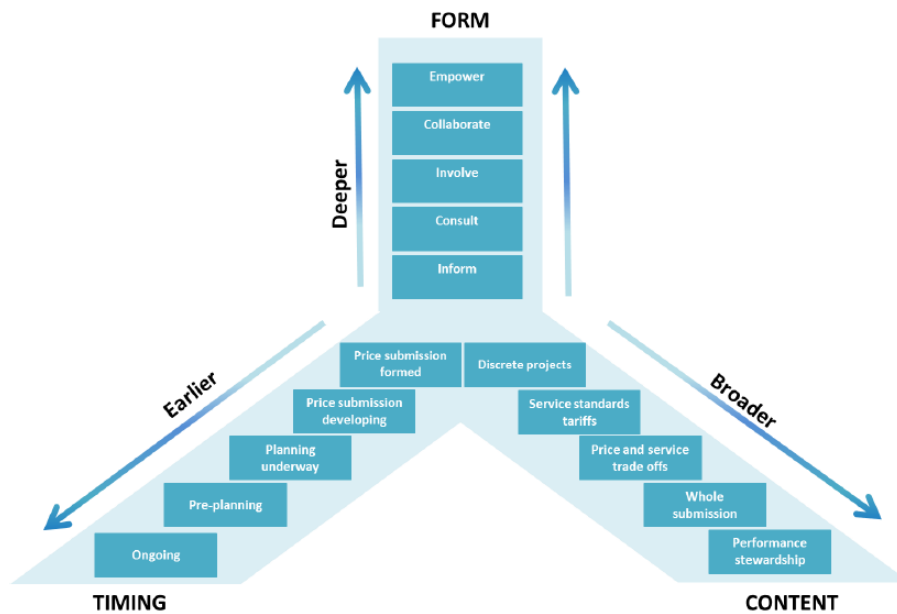 FORM
Empower
Collaborate
Involve
Consult
Inform
Deeper
Price submission
formed
Discrete projects
Price submission
developing
Service standards
tariffs
Planning
underway
Price and service
trade offs
Pre-planning
Whole
submission
Ongoing
Performance
stewardship
Earlier
Broader
TIMING
CONTENT